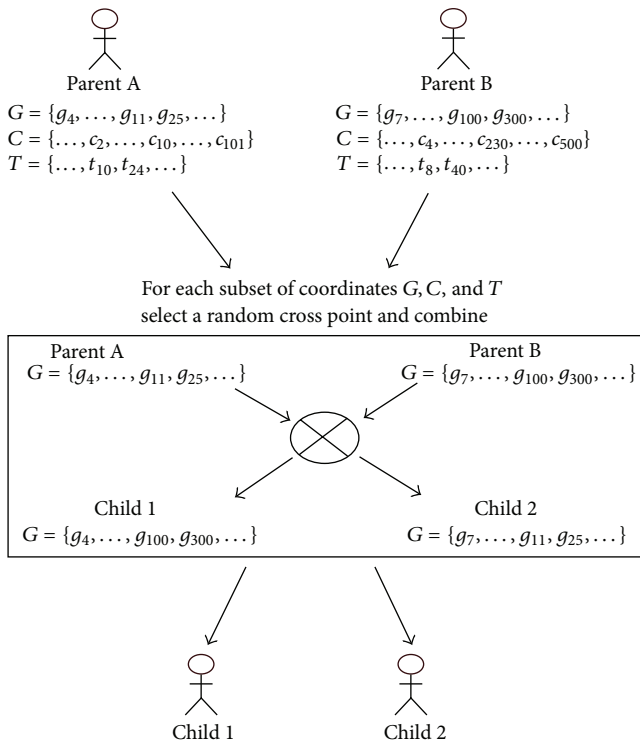 Parent A
G = {g₄, …, g₁₁, g₂₅, …}
C = {…, c₂, …, c₁₀, …, c₁₀₁}
T = {…, t₁₀, t₂₄, …}
Parent B
G = {g₇, …, g₁₀₀, g₃₀₀, …}
C = {…, c₄, …, c₂₃₀, …, c₅₀₀}
T = {…, t₈, t₄₀, …}
For each subset of coordinates G, C, and T
select a random cross point and combine
Parent A
G = {g₄, …, g₁₁, g₂₅, …}
Parent B
G = {g₇, …, g₁₀₀, g₃₀₀, …}
Child 1
G = {g₄, …, g₁₀₀, g₃₀₀, …}
Child 2
G = {g₇, …, g₁₁, g₂₅, …}
Child 1
Child 2